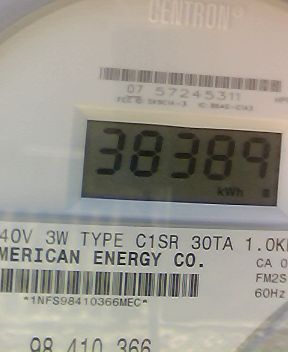 CENTRON®
07 57245311
38389
kWh
40V 3W TYPE C1SR 30TA 1.0K
MERICAN ENERGY CO.
CA 0
FM2S
60Hz
*1NFS98410366MEC*
98 410 366